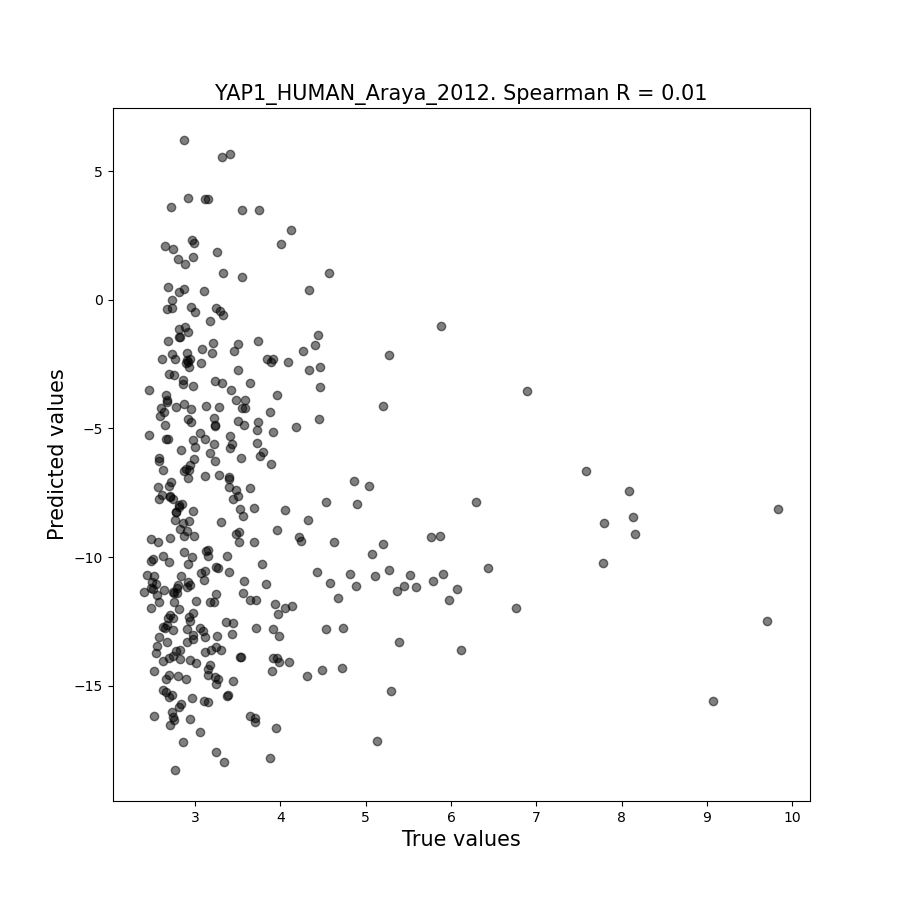 YAP1_HUMAN_Araya_2012. Spearman R = 0.01
5
0
−5
−10
−15
Predicted values
3 4 5 6 7 8 9 10
True values